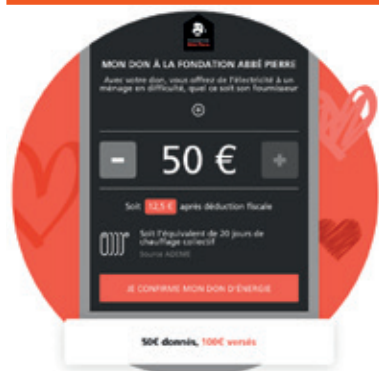 MON DON À LA FONDATION ABBÉ PIERRE
Avec votre don, vous offrez de l'électricité à un
ménage en difficulté, quel ce soit son fournisseur
+
- 50 € +
Soit 12,5 € après déduction fiscale
Soit l'équivalent de 20 jours de
chauffage collectif
Source ADEME
JE CONFIRME MON DON D'ÉNERGIE
50€ donnés, 100€ versés